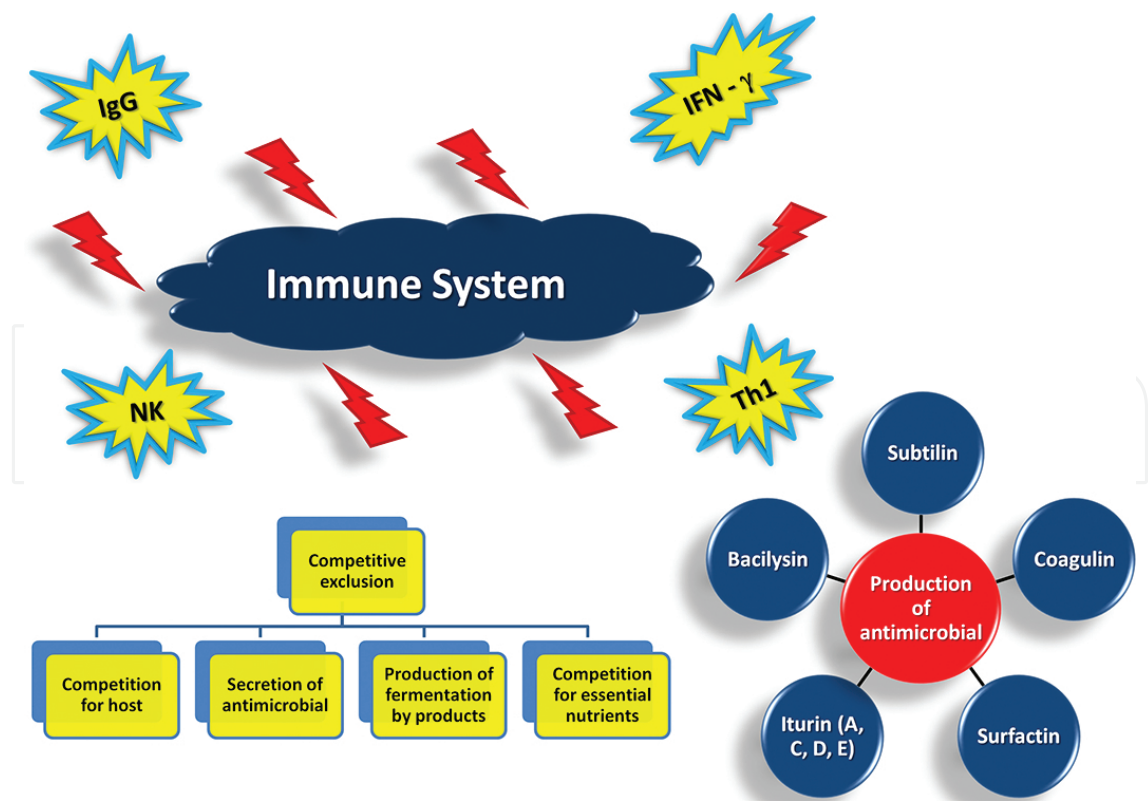 IgG
IFN - γ
Immune System
NK
Th1
Subtilin
Bacilysin
Coagulin
Production
of
antimicrobial
Iturin (A,
C, D, E)
Surfactin
Competitive
exclusion
Competition
for host
Secretion of
antimicrobial
Production of
fermentation
by products
Competition
for essential
nutrients